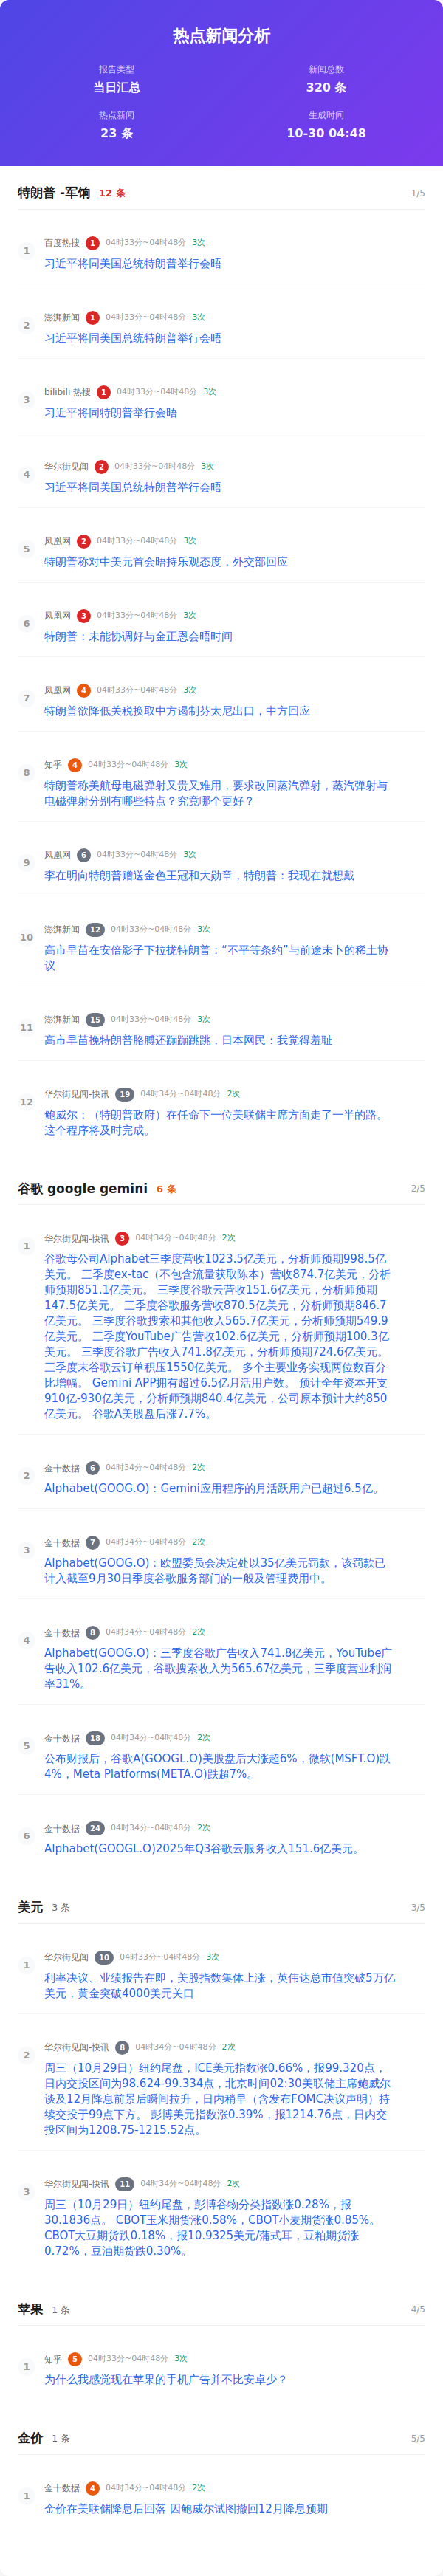 热点新闻分析
报告类型
当日汇总
新闻总数
320 条
热点新闻
23 条
生成时间
10-30 04:48
特朗普 -军饷 12 条 1/5
1
百度热搜 1 04时33分~04时48分 3次
习近平将同美国总统特朗普举行会晤
2
澎湃新闻 1 04时33分~04时48分 3次
习近平将同美国总统特朗普举行会晤
3
bilibili 热搜 1 04时33分~04时48分 3次
习近平将同特朗普举行会晤
4
华尔街见闻 2 04时33分~04时48分 3次
习近平将同美国总统特朗普举行会晤
5
凤凰网 2 04时33分~04时48分 3次
特朗普称对中美元首会晤持乐观态度，外交部回应
6
凤凰网 3 04时33分~04时48分 3次
特朗普：未能协调好与金正恩会晤时间
7
凤凰网 4 04时33分~04时48分 3次
特朗普欲降低关税换取中方遏制芬太尼出口，中方回应
8
知乎 4 04时33分~04时48分 3次
特朗普称美航母电磁弹射又贵又难用，要求改回蒸汽弹射，蒸汽弹射与
电磁弹射分别有哪些特点？究竟哪个更好？
9
凤凰网 6 04时33分~04时48分 3次
李在明向特朗普赠送金色王冠和大勋章，特朗普：我现在就想戴
10
澎湃新闻 12 04时33分~04时48分 3次
高市早苗在安倍影子下拉拢特朗普：“不平等条约”与前途未卜的稀土协
议
11
澎湃新闻 15 04时33分~04时48分 3次
高市早苗挽特朗普胳膊还蹦蹦跳跳，日本网民：我觉得羞耻
12
华尔街见闻-快讯 19 04时34分~04时48分 2次
鲍威尔：（特朗普政府）在任命下一位美联储主席方面走了一半的路。
这个程序将及时完成。
谷歌 google gemini 6 条 2/5
1
华尔街见闻-快讯 3 04时34分~04时48分 2次
谷歌母公司Alphabet三季度营收1023.5亿美元，分析师预期998.5亿
美元。 三季度ex-tac（不包含流量获取陈本）营收874.7亿美元，分析
师预期851.1亿美元。 三季度谷歌云营收151.6亿美元，分析师预期
147.5亿美元。 三季度谷歌服务营收870.5亿美元，分析师预期846.7
亿美元。 三季度谷歌搜索和其他收入565.7亿美元，分析师预期549.9
亿美元。 三季度YouTube广告营收102.6亿美元，分析师预期100.3亿
美元。 三季度谷歌广告收入741.8亿美元，分析师预期724.6亿美元。
三季度末谷歌云订单积压1550亿美元。 多个主要业务实现两位数百分
比增幅。 Gemini APP拥有超过6.5亿月活用户数。 预计全年资本开支
910亿-930亿美元，分析师预期840.4亿美元，公司原本预计大约850
亿美元。 谷歌A美股盘后涨7.7%。
2
金十数据 6 04时34分~04时48分 2次
Alphabet(GOOG.O)：Gemini应用程序的月活跃用户已超过6.5亿。
3
金十数据 7 04时34分~04时48分 2次
Alphabet(GOOG.O)：欧盟委员会决定处以35亿美元罚款，该罚款已
计入截至9月30日季度谷歌服务部门的一般及管理费用中。
4
金十数据 8 04时34分~04时48分 2次
Alphabet(GOOG.O)：三季度谷歌广告收入741.8亿美元，YouTube广
告收入102.6亿美元，谷歌搜索收入为565.67亿美元，三季度营业利润
率31%。
5
金十数据 18 04时34分~04时48分 2次
公布财报后，谷歌A(GOOGL.O)美股盘后大涨超6%，微软(MSFT.O)跌
4%，Meta Platforms(META.O)跌超7%。
6
金十数据 24 04时34分~04时48分 2次
Alphabet(GOOGL.O)2025年Q3谷歌云服务收入151.6亿美元。
美元 3 条 3/5
1
华尔街见闻 10 04时33分~04时48分 3次
利率决议、业绩报告在即，美股指数集体上涨，英伟达总市值突破5万亿
美元，黄金突破4000美元关口
2
华尔街见闻-快讯 8 04时34分~04时48分 2次
周三（10月29日）纽约尾盘，ICE美元指数涨0.66%，报99.320点，
日内交投区间为98.624-99.334点，北京时间02:30美联储主席鲍威尔
谈及12月降息前景后瞬间拉升，日内稍早（含发布FOMC决议声明）持
续交投于99点下方。 彭博美元指数涨0.39%，报1214.76点，日内交
投区间为1208.75-1215.52点。
3
华尔街见闻-快讯 11 04时34分~04时48分 2次
周三（10月29日）纽约尾盘，彭博谷物分类指数涨0.28%，报
30.1836点。 CBOT玉米期货涨0.58%，CBOT小麦期货涨0.85%。
CBOT大豆期货跌0.18%，报10.9325美元/蒲式耳，豆粕期货涨
0.72%，豆油期货跌0.30%。
苹果 1 条 4/5
1
知乎 5 04时33分~04时48分 3次
为什么我感觉现在苹果的手机广告并不比安卓少？
金价 1 条 5/5
1
金十数据 4 04时34分~04时48分 2次
金价在美联储降息后回落 因鲍威尔试图撤回12月降息预期